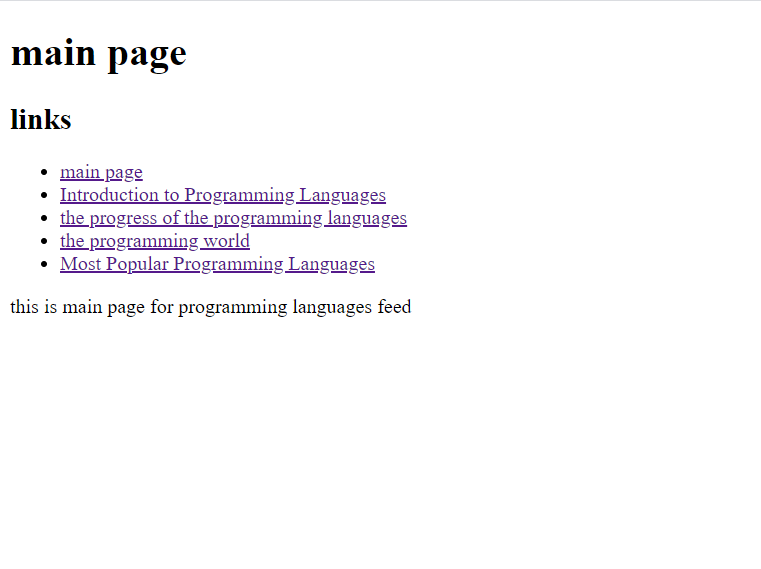 main page
links
main page
Introduction to Programming Languages
the progress of the programming languages
the programming world
Most Popular Programming Languages
this is main page for programming languages feed